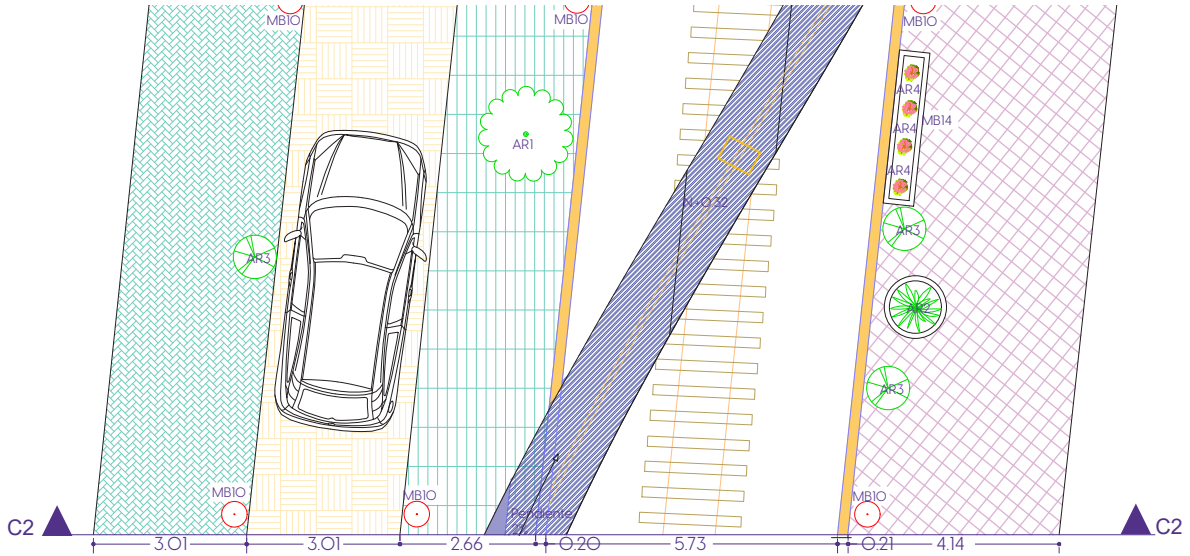 MB10
MB10
MB10
AR4
MB14
AR4
AR1
AR4
N+0.32
AR3
AR3
AR2
AR3
MB10
MB10
MB10
Pendiente
C2
C2
3.01
3.01
2.66
0.20
5.73
0.21
4.14